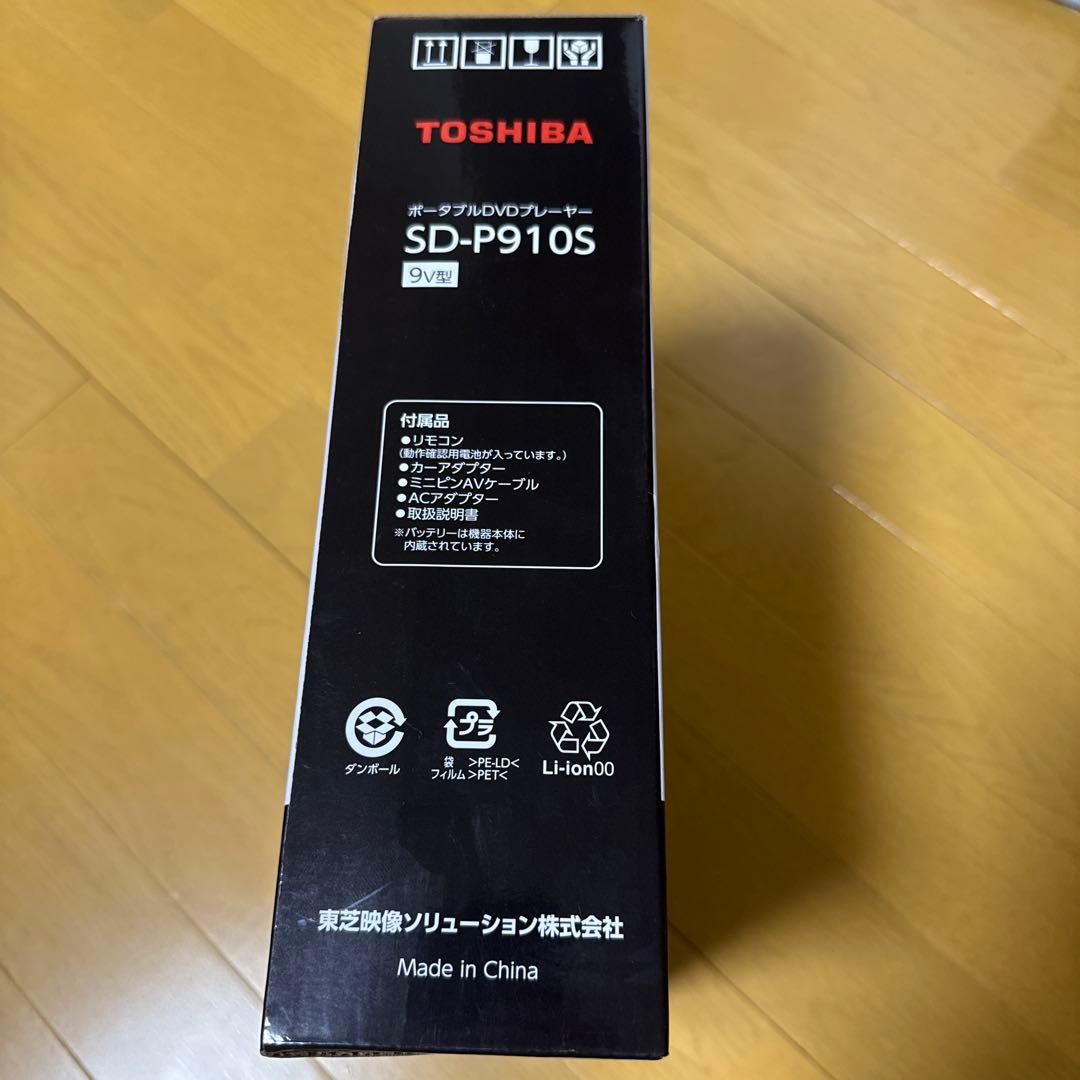 TOSHIBA
ポータブルDVDプレーヤー
SD-P910S
9V型
付属品
●リモコン
(動作確認用電池が入っています。)
●カーアダプター
●ミニピンAVケーブル
●ACアダプター
●取扱説明書
※バッテリーは機器本体に
内蔵されています。
ダンボール
プラ
袋 >PE-LD<
フィルム >PET<
Li-ion00
東芝映像ソリューション株式会社
Made in China